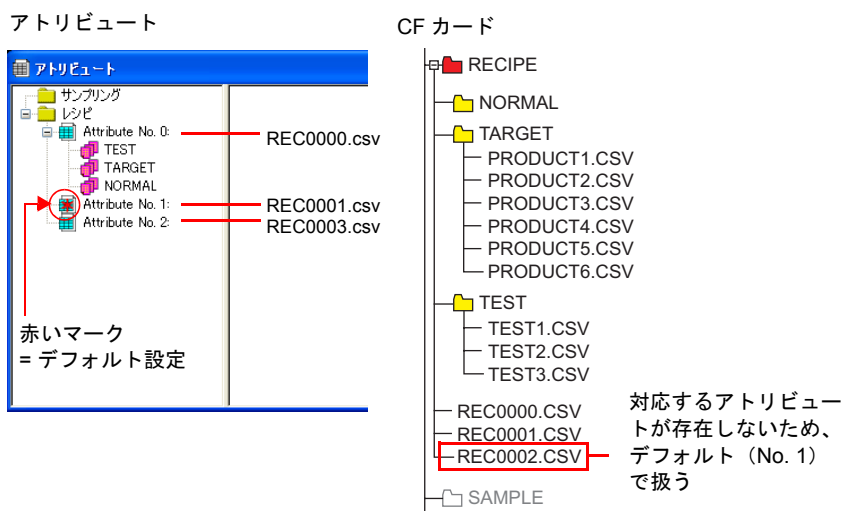 アトリビュート
アトリビュート
サンプリング
レシピ
Attribute No. 0:
REC0000.csv
TEST
TARGET
NORMAL
Attribute No. 1:
REC0001.csv
Attribute No. 2:
REC0003.csv
赤いマーク
= デフォルト設定
CF カード
RECIPE
NORMAL
TARGET
PRODUCT1.CSV
PRODUCT2.CSV
PRODUCT3.CSV
PRODUCT4.CSV
PRODUCT5.CSV
PRODUCT6.CSV
TEST
TEST1.CSV
TEST2.CSV
TEST3.CSV
REC0000.CSV
REC0001.CSV
REC0002.CSV
対応するアトリビュー
トが存在しないため、
デフォルト（No. 1）
で扱う
SAMPLE